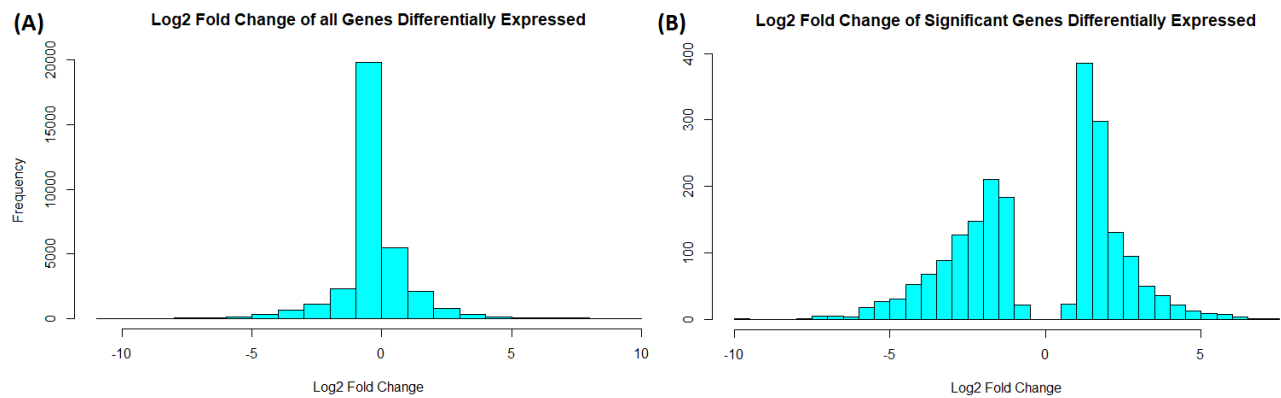 (A) Log2 Fold Change of all Genes Differentially Expressed
Frequency
20000
15000
10000
5000
0
-10 -5 0 5 10
Log2 Fold Change
(B) Log2 Fold Change of Significant Genes Differentially Expressed
400
300
200
100
0
-10 -5 0 5
Log2 Fold Change